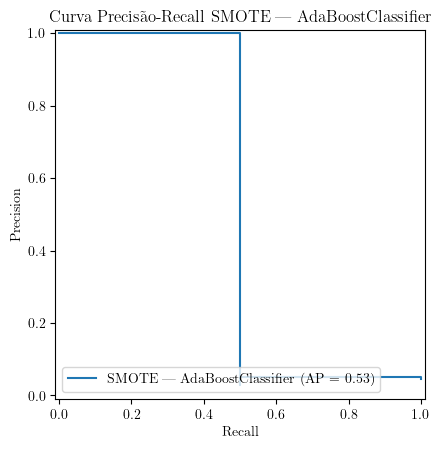 Curva Precisão-Recall SMOTE — AdaBoostClassifier
1.0
0.8
0.6
0.4
0.2
0.0
Precision
SMOTE — AdaBoostClassifier (AP = 0.53)
0.0 0.2 0.4 0.6 0.8 1.0
Recall